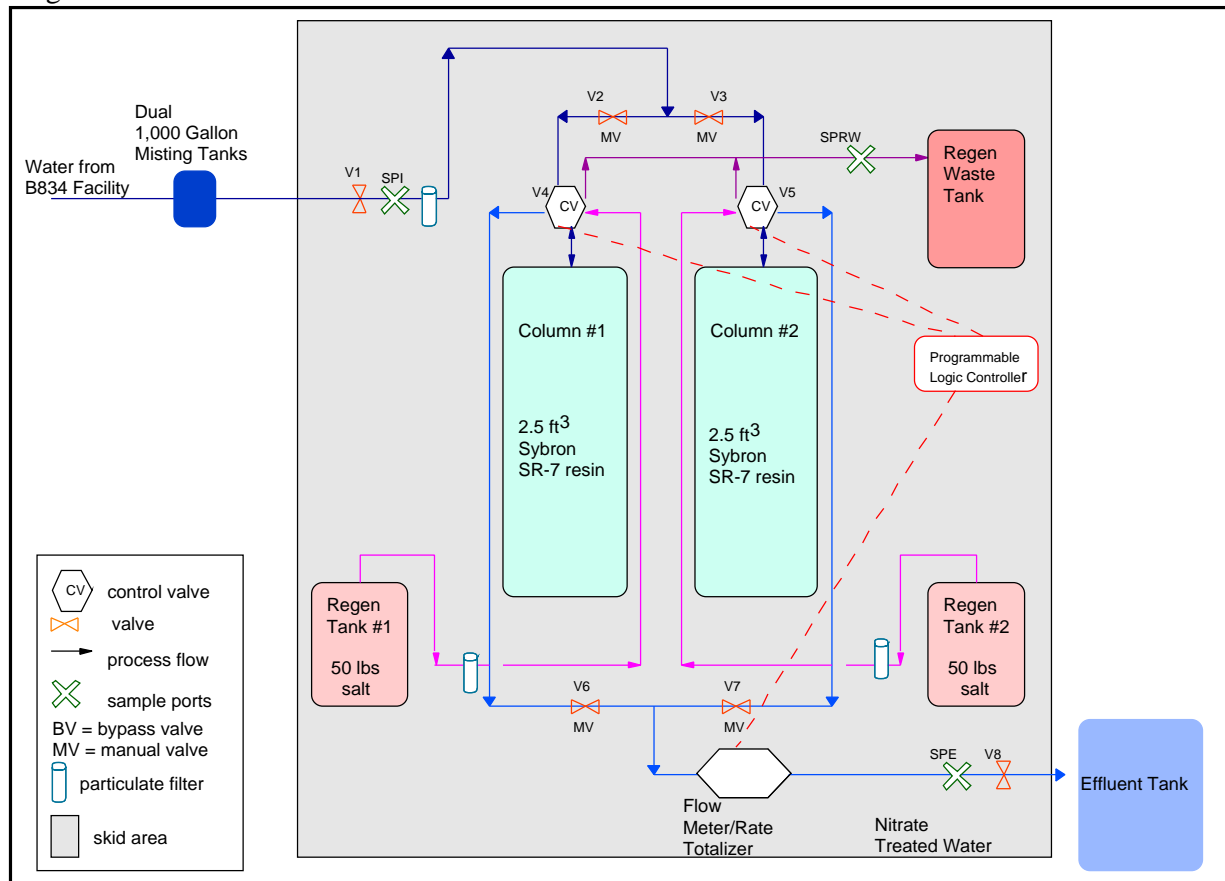 Dual
1,000 Gallon
Misting Tanks
Water from
B834 Facility
V1
SPI
V2
MV
V3
MV
SPRW
Regen
Waste
Tank
V4
CV
CV
V5
Column #1
2.5 ft3
Sybron
SR-7 resin
Column #2
2.5 ft3
Sybron
SR-7 resin
Programmable
Logic Controller
Regen
Tank #1
50 lbs
salt
Regen
Tank #2
50 lbs
salt
V6
MV
V7
MV
SPE
V8
Flow
Meter/Rate
Totalizer
Nitrate
Treated Water
Effluent Tank
CV
control valve
valve
process flow
sample ports
BV = bypass valve
MV = manual valve
particulate filter
skid area